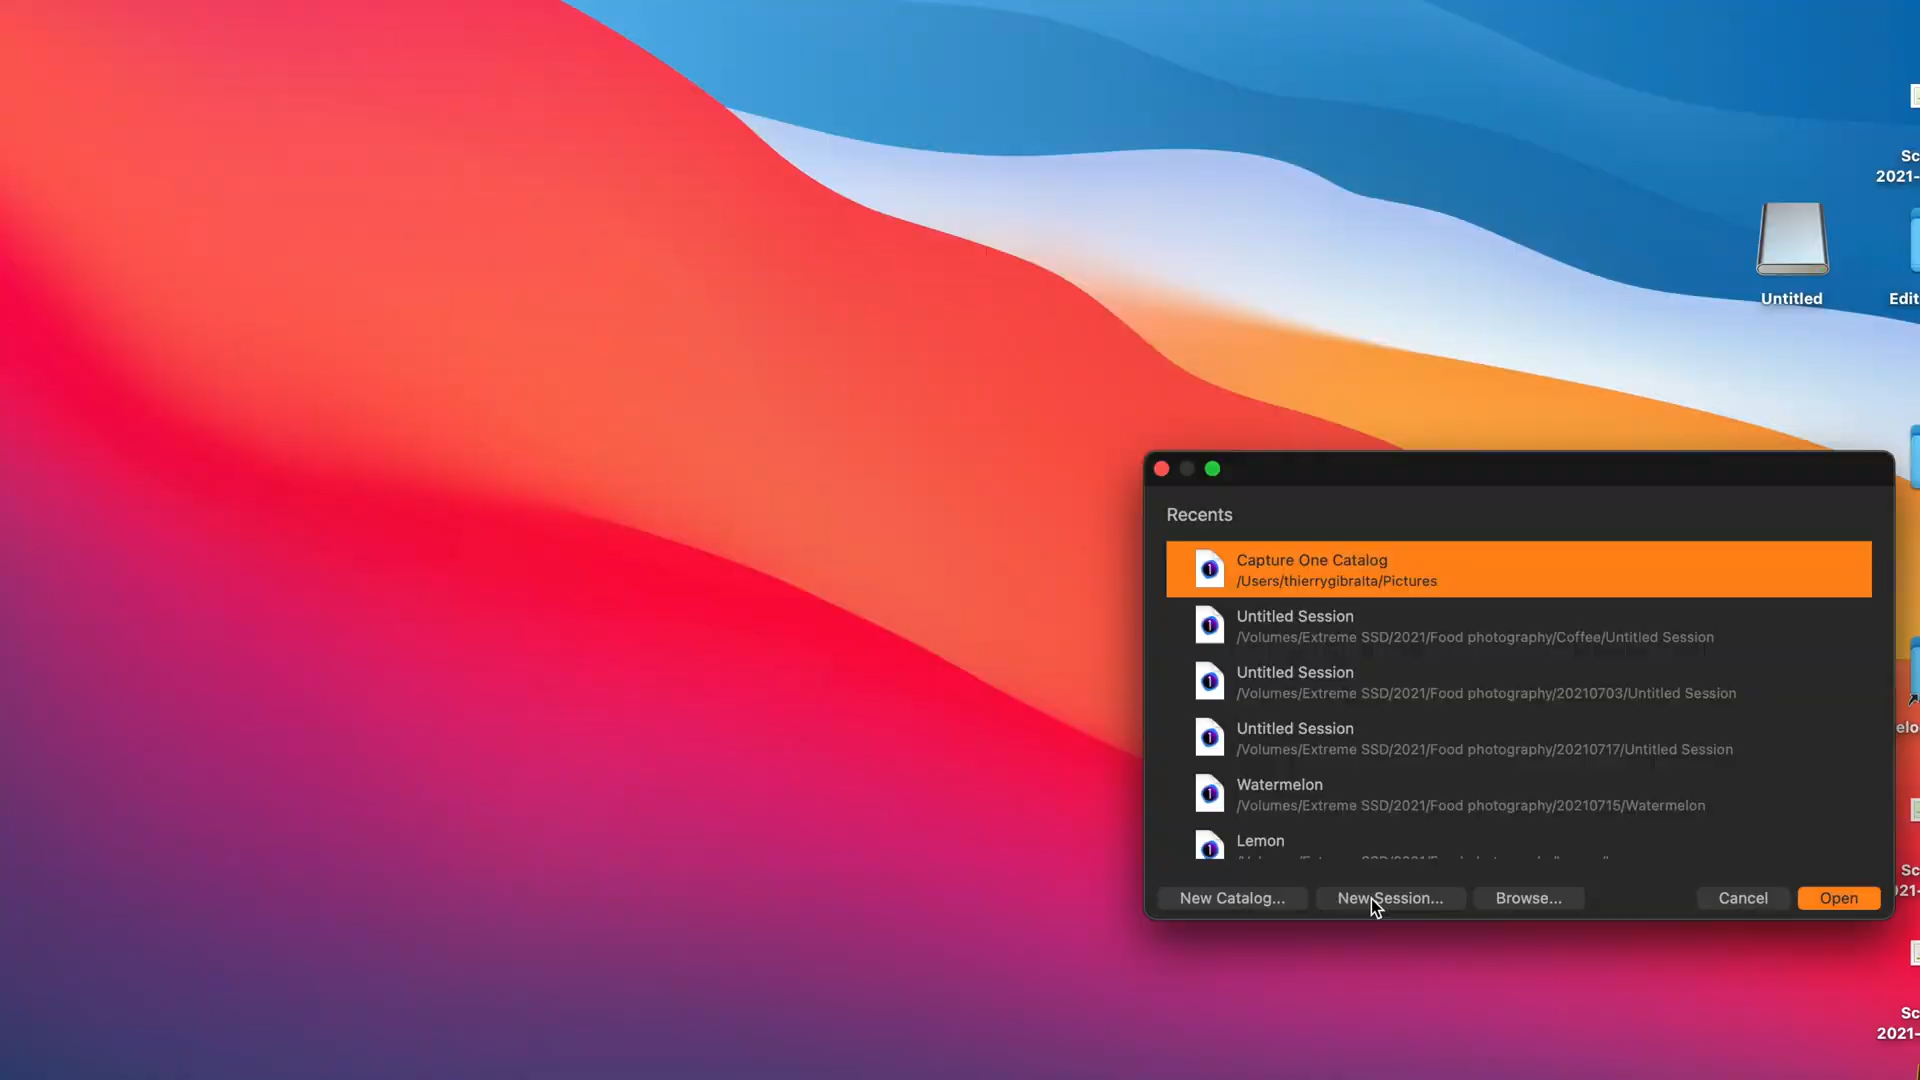 Sc
2021-
Untitled
Edit
Recents
Capture One Catalog
/Users/thierrygibralta/Pictures
Untitled Session
/Volumes/Extreme SSD/2021/Food photography/Coffee/Untitled Session
Untitled Session
/Volumes/Extreme SSD/2021/Food photography/20210703/Untitled Session
Untitled Session
/Volumes/Extreme SSD/2021/Food photography/20210717/Untitled Session
elo
Watermelon
/Volumes/Extreme SSD/2021/Food photography/20210715/Watermelon
Lemon
Sc
21-
New Catalog...
New Session...
Browse...
Cancel
Open
Sc
2021-